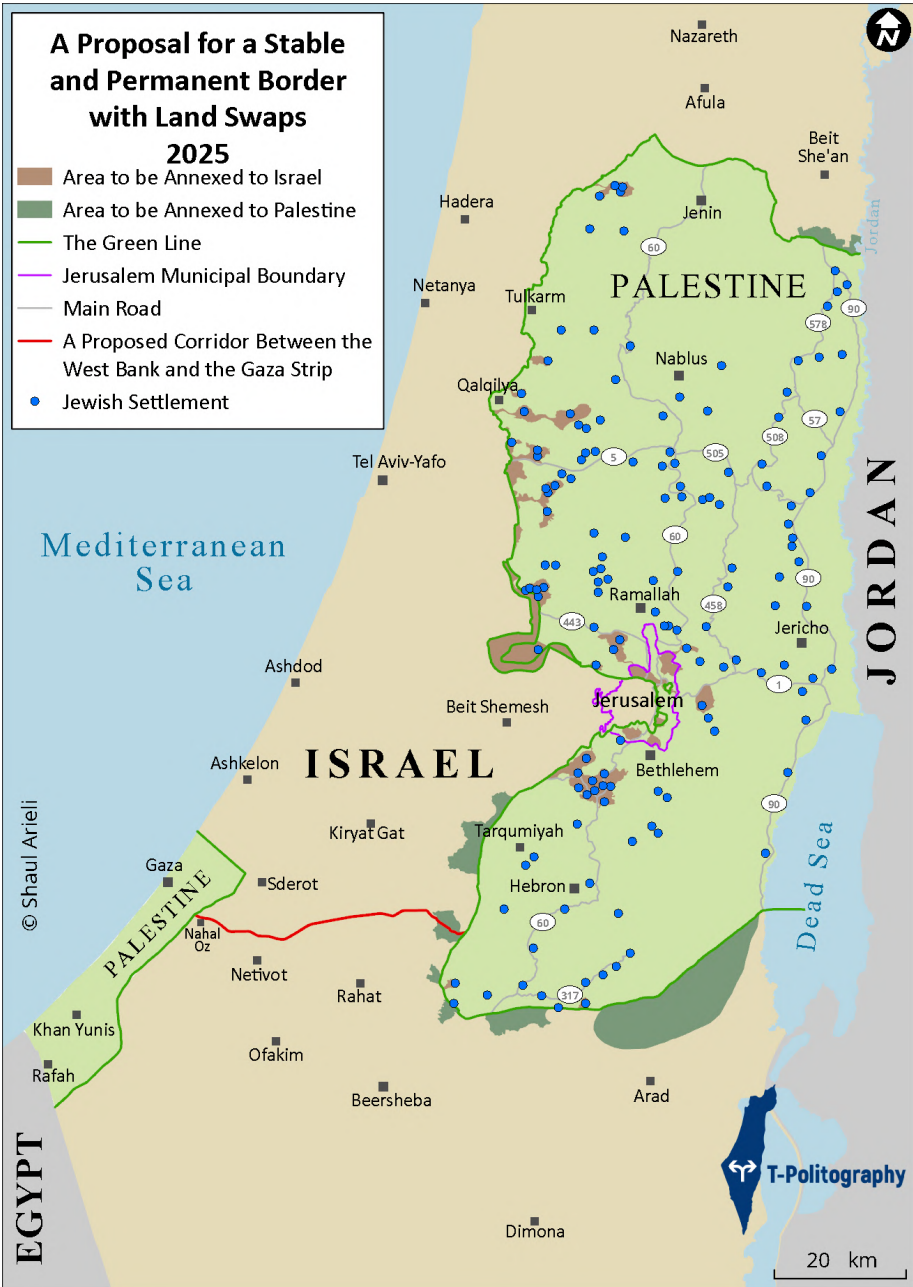 A Proposal for a Stable
and Permanent Border
with Land Swaps
2025
Area to be Annexed to Israel
Area to be Annexed to Palestine
The Green Line
Jerusalem Municipal Boundary
Main Road
A Proposed Corridor Between the
West Bank and the Gaza Strip
Jewish Settlement
N
Nazareth
Afula
Beit
She'an
Hadera
Jenin
Jordan
60
PALESTINE
Netanya
Tulkarm
90
578
Nablus
Qalqilya
57
508
505
5
Tel Aviv-Yafo
JORDAN
Mediterranean
Sea
60
90
Ramallah
458
443
Jericho
Ashdod
1
Jerusalem
Beit Shemesh
ISRAEL
Bethlehem
Ashkelon
90
© Shaul Arieli
Kiryat Gat
Tarqumiyah
Dead Sea
Gaza
Sderot
Hebron
PALESTINE
60
Nahal
Oz
Netivot
Rahat
317
Khan Yunis
Ofakim
Rafah
Beersheba
Arad
EGYPT
T-Politography
Dimona
20 km